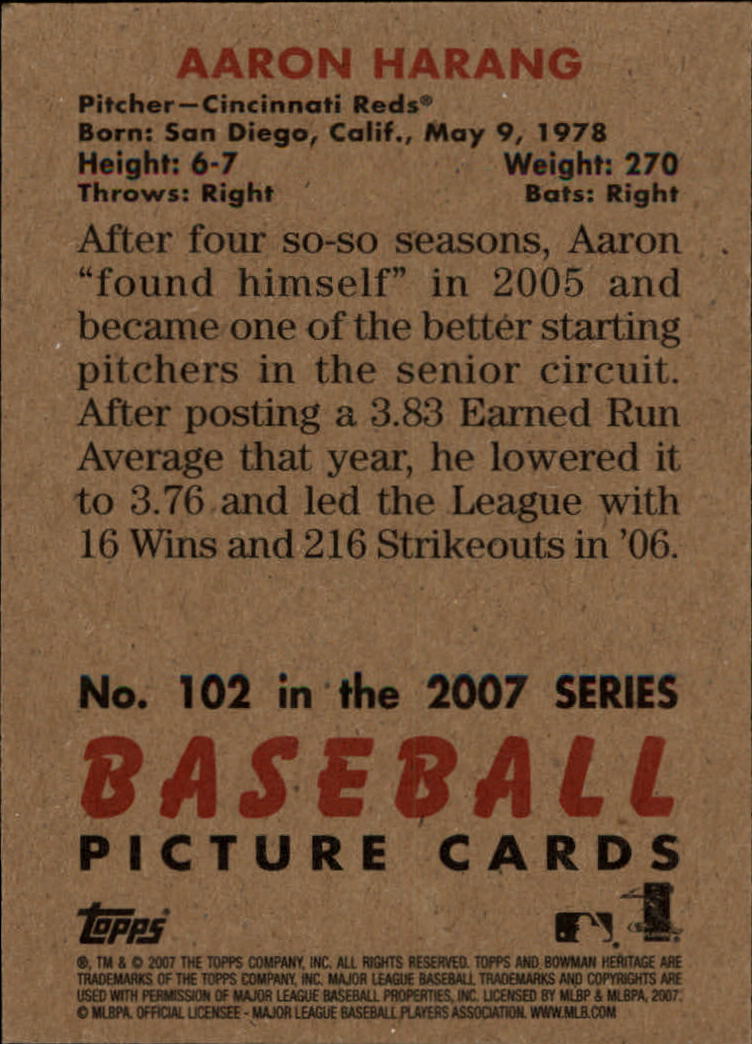 AARON HARANG
Pitcher—Cincinnati Reds®
Born: San Diego, Calif., May 9, 1978
Height: 6-7 Weight: 270
Throws: Right Bats: Right
After four so-so seasons, Aaron
“found himself” in 2005 and
became one of the better starting
pitchers in the senior circuit.
After posting a 3.83 Earned Run
Average that year, he lowered it
to 3.76 and led the League with
16 Wins and 216 Strikeouts in ’06.
No. 102 in the 2007 SERIES
BASEBALL
PICTURE CARDS
Topps
®, TM & © 2007 THE TOPPS COMPANY, INC. ALL RIGHTS RESERVED. TOPPS AND BOWMAN HERITAGE ARE
TRADEMARKS OF THE TOPPS COMPANY, INC. MAJOR LEAGUE BASEBALL TRADEMARKS AND COPYRIGHTS ARE
USED WITH PERMISSION OF MAJOR LEAGUE BASEBALL PROPERTIES, INC. LICENSED BY MLBP & MLBPA, 2007.
© MLBPA. OFFICIAL LICENSEE - MAJOR LEAGUE BASEBALL PLAYERS ASSOCIATION. WWW.MLB.COM